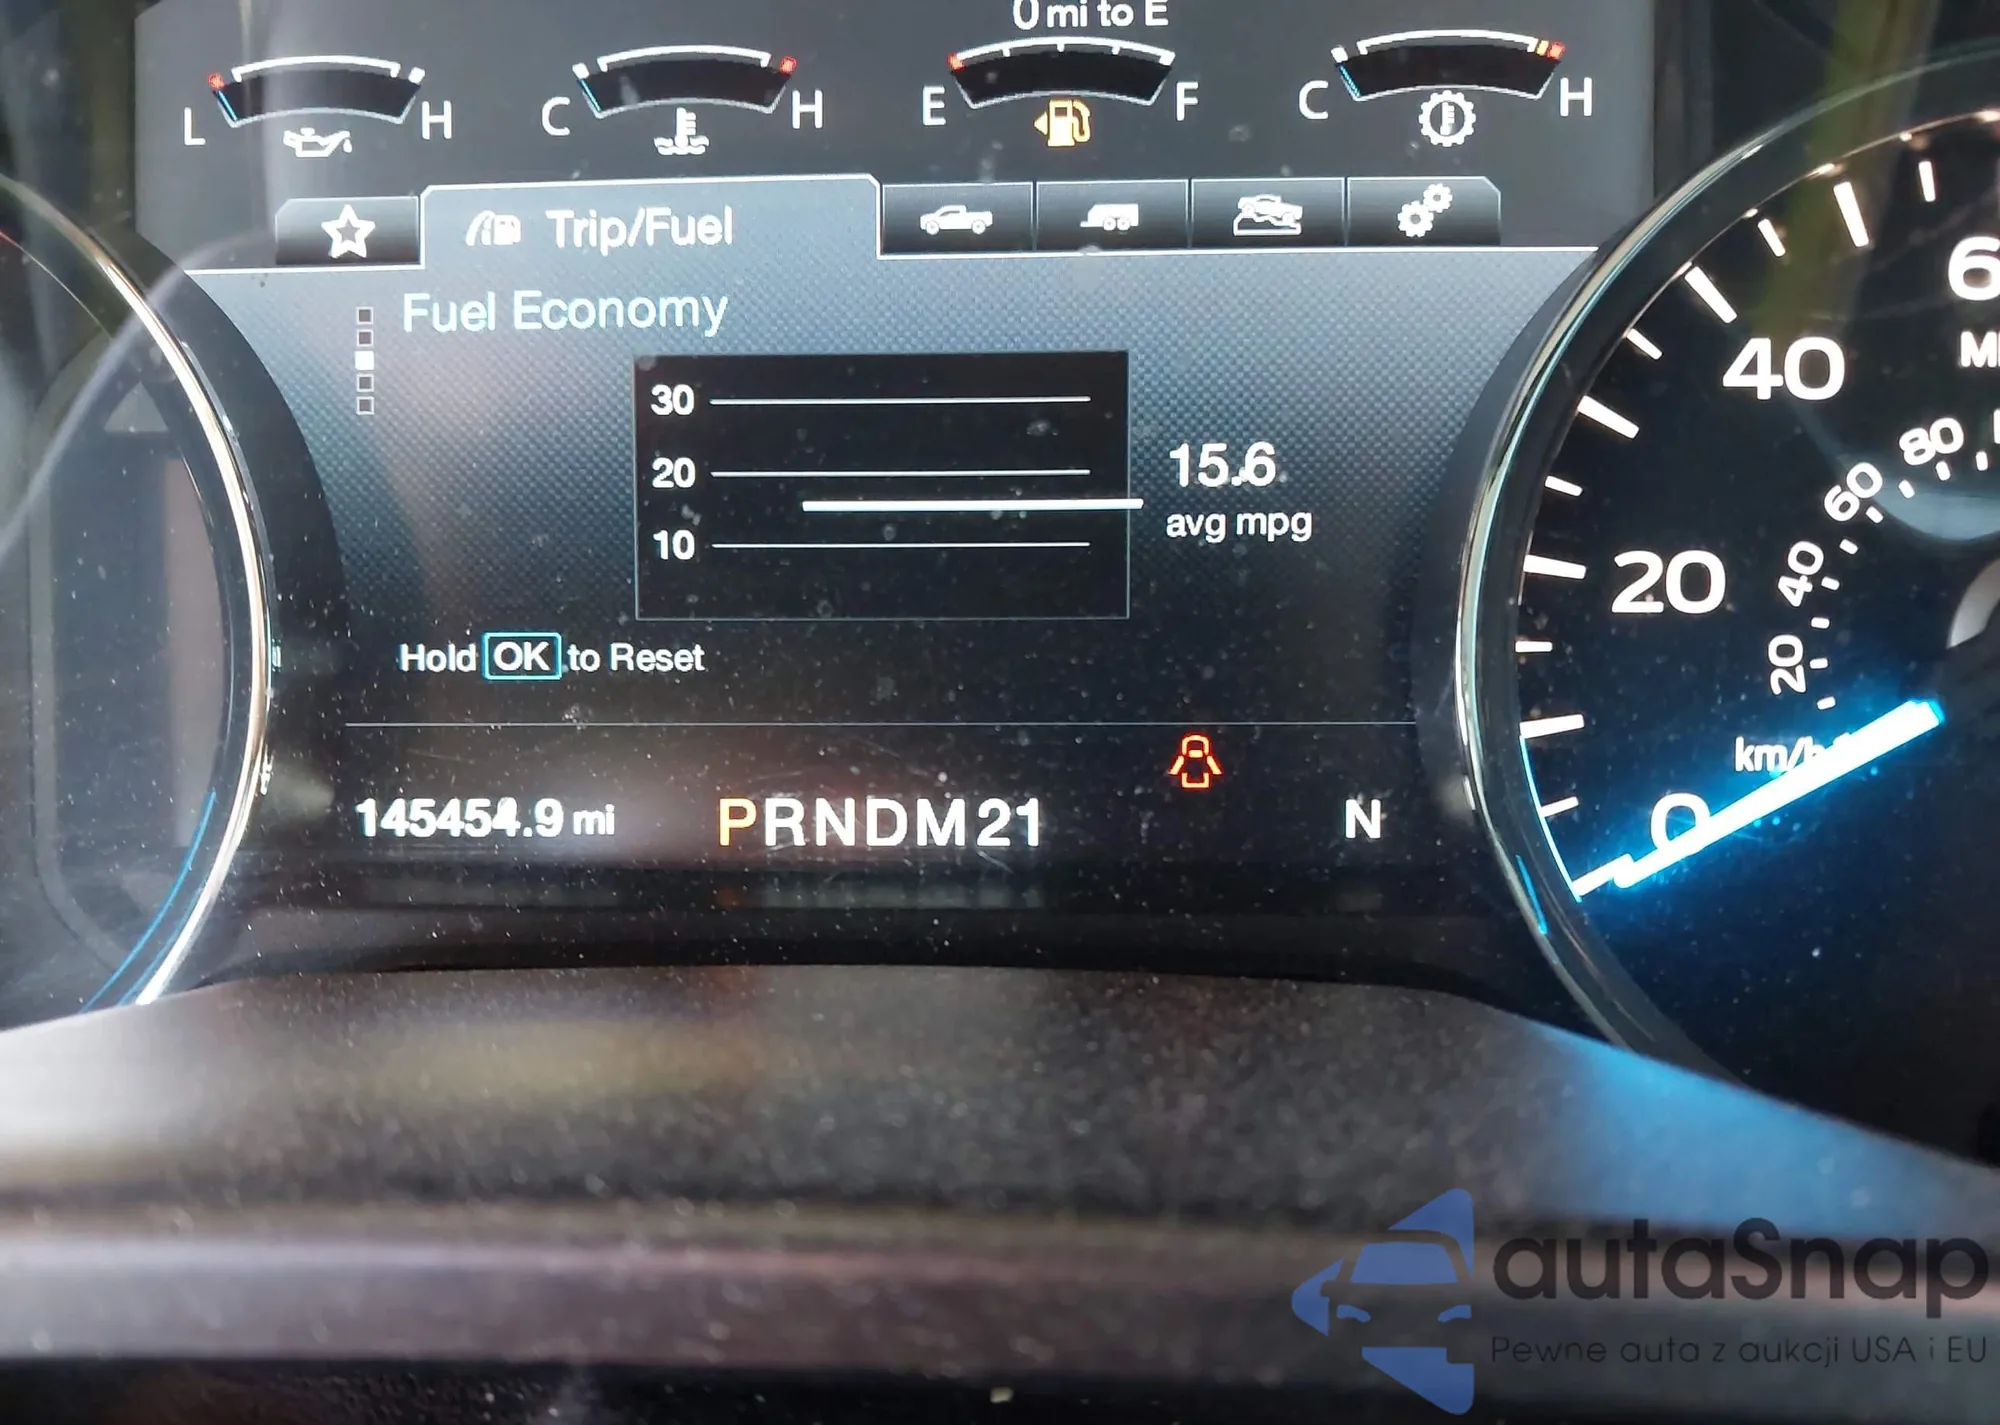 0 mi to E
L H C H E F C H
Trip/Fuel
Fuel Economy
30
20
10
15.6
avg mpg
Hold OK to Reset
145454.9 mi
PRNDM21
N
40
20
0
80
60
40
20
km/h
autaSnap
Pewne auta z aukcji USA i EU